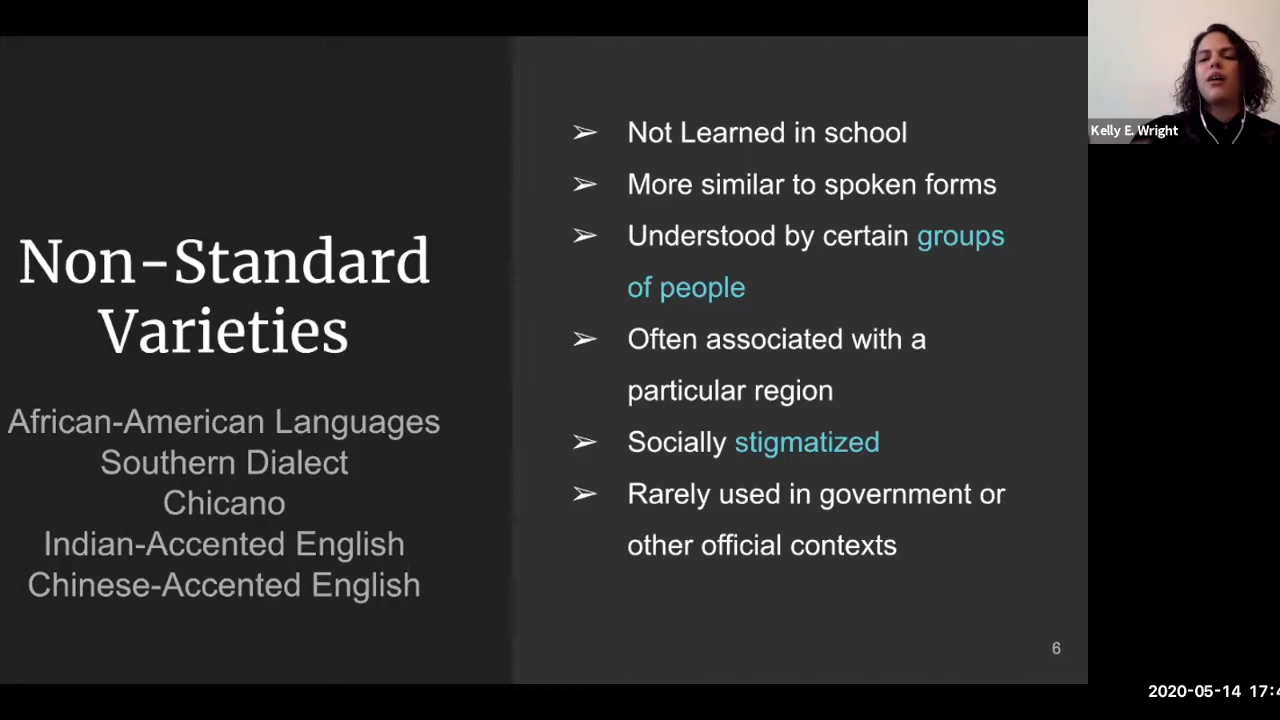 Non-Standard
Varieties
African-American Languages
Southern Dialect
Chicano
Indian-Accented English
Chinese-Accented English
➢ Not Learned in school
➢ More similar to spoken forms
➢ Understood by certain groups
of people
➢ Often associated with a
particular region
➢ Socially stigmatized
➢ Rarely used in government or
other official contexts
6
Kelly E. Wright
2020-05-14 17:4